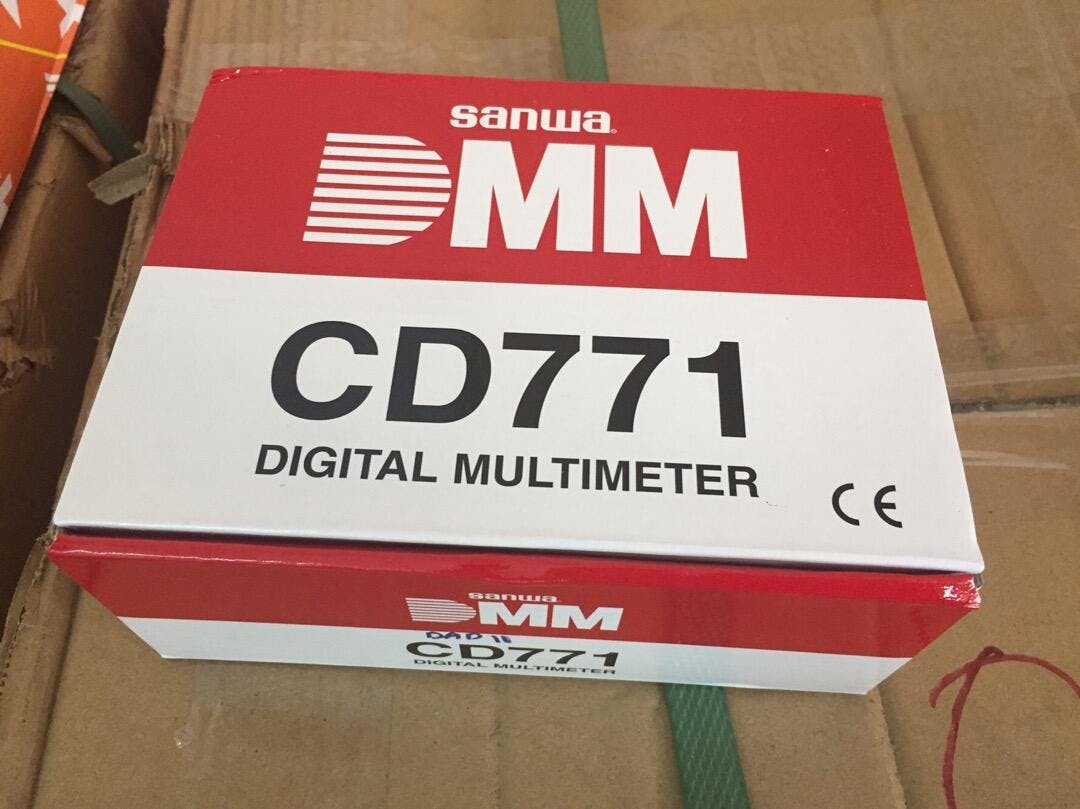 sanwa
DMM
CD771
DIGITAL MULTIMETER
CE
sanwa
DMM
CD771
DIGITAL MULTIMETER